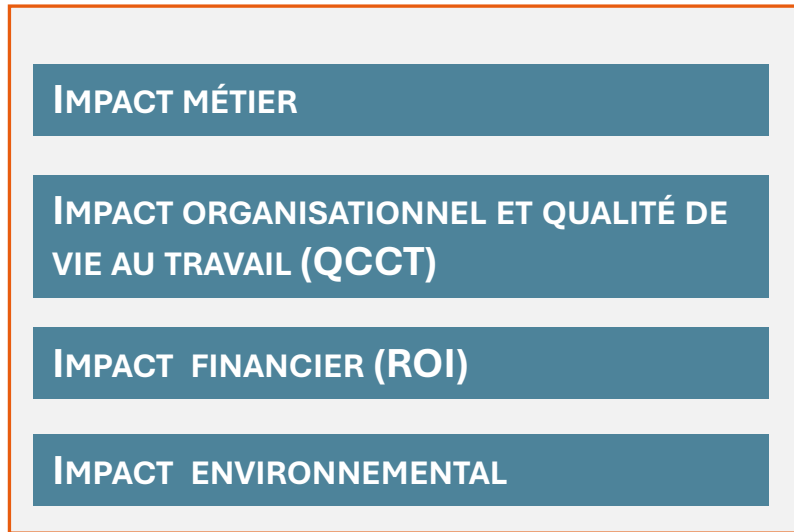 IMPACT MÉTIER
IMPACT ORGANISATIONNEL ET QUALITÉ DE
VIE AU TRAVAIL (QCCT)
IMPACT FINANCIER (ROI)
IMPACT ENVIRONNEMENTAL